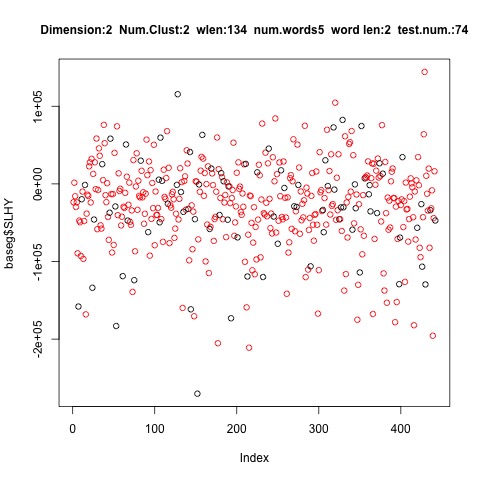 Dimension:2 Num.Clust:2 wlen:134 num.words5 word len:2 test.num.:74
baseg$SLHY
1e+05
0e+00
-1e+05
-2e+05
0 100 200 300 400
Index